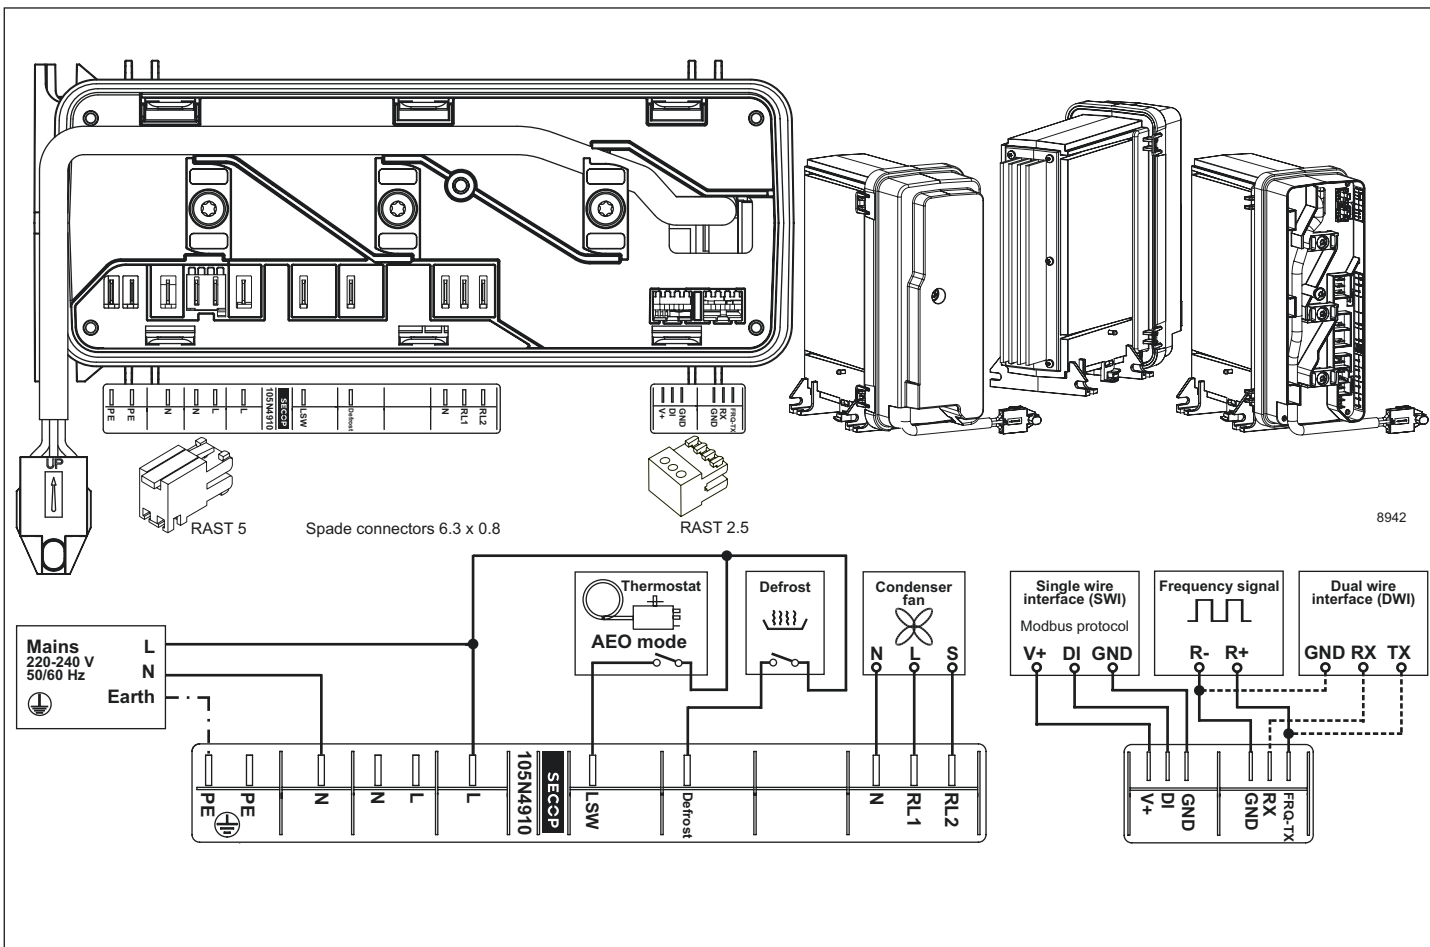 PE
PE
N
N
L
L
105N4910
SECOP
LSW
Defrost
N
RL1
RL2
V+
DI
GND
GND
RX
FRQ-TX
UP
RAST 5
Spade connectors 6.3 x 0.8
RAST 2.5
8942
Mains
220-240 V
50/60 Hz
L
N
Earth
Thermostat
AEO mode
Defrost
Condenser
fan
N L S
Single wire
interface (SWI)
Modbus protocol
V+ DI GND
Frequency signal
R- R+
Dual wire
interface (DWI)
GND RX TX
PE
PE
N
N
L
L
105N4910
SECOP
LSW
Defrost
N
RL1
RL2
V+
DI
GND
GND
RX
FRQ-TX